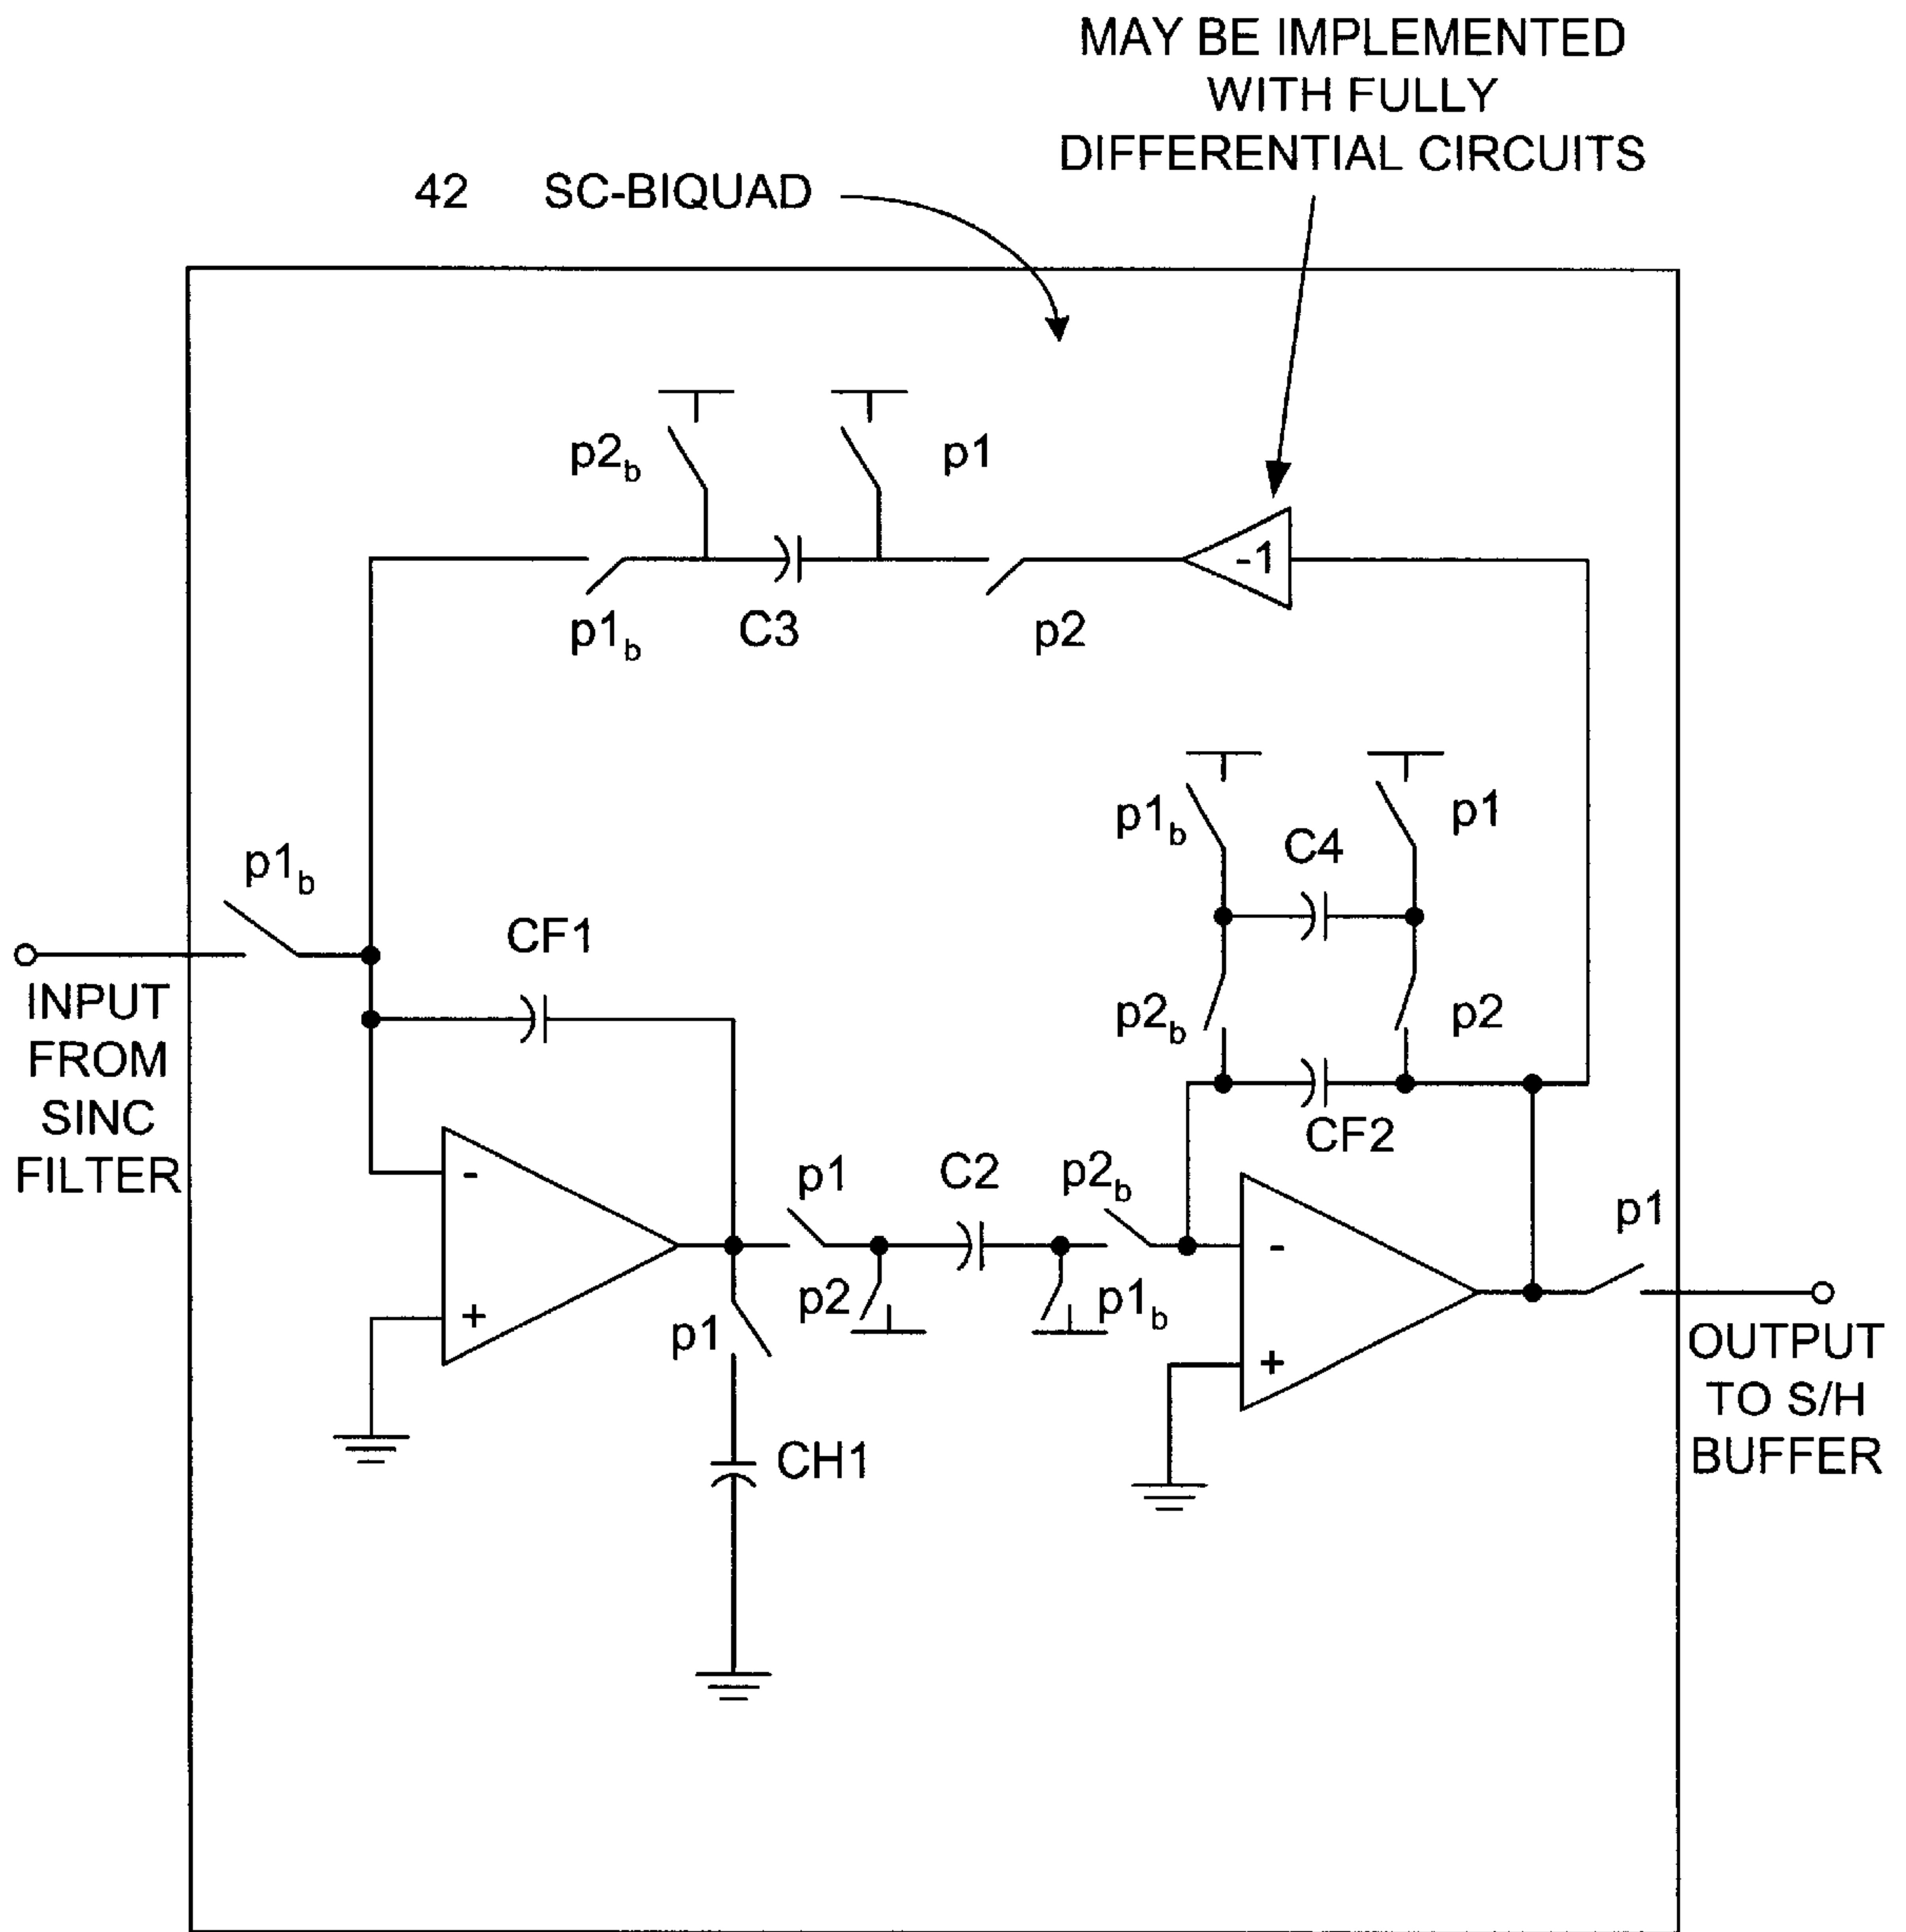 MAY BE IMPLEMENTED
WITH FULLY
DIFFERENTIAL CIRCUITS
42 SC-BIQUAD
p2b
p1
-1
p1b
C3
p2
p1b
C4
p1
p1b
CF1
p2b
p2
INPUT
FROM
SINC
FILTER
CF2
-
+
p1
C2
p2b
p1
p2
p1b
-
+
p1
CH1
OUTPUT
TO S/H
BUFFER